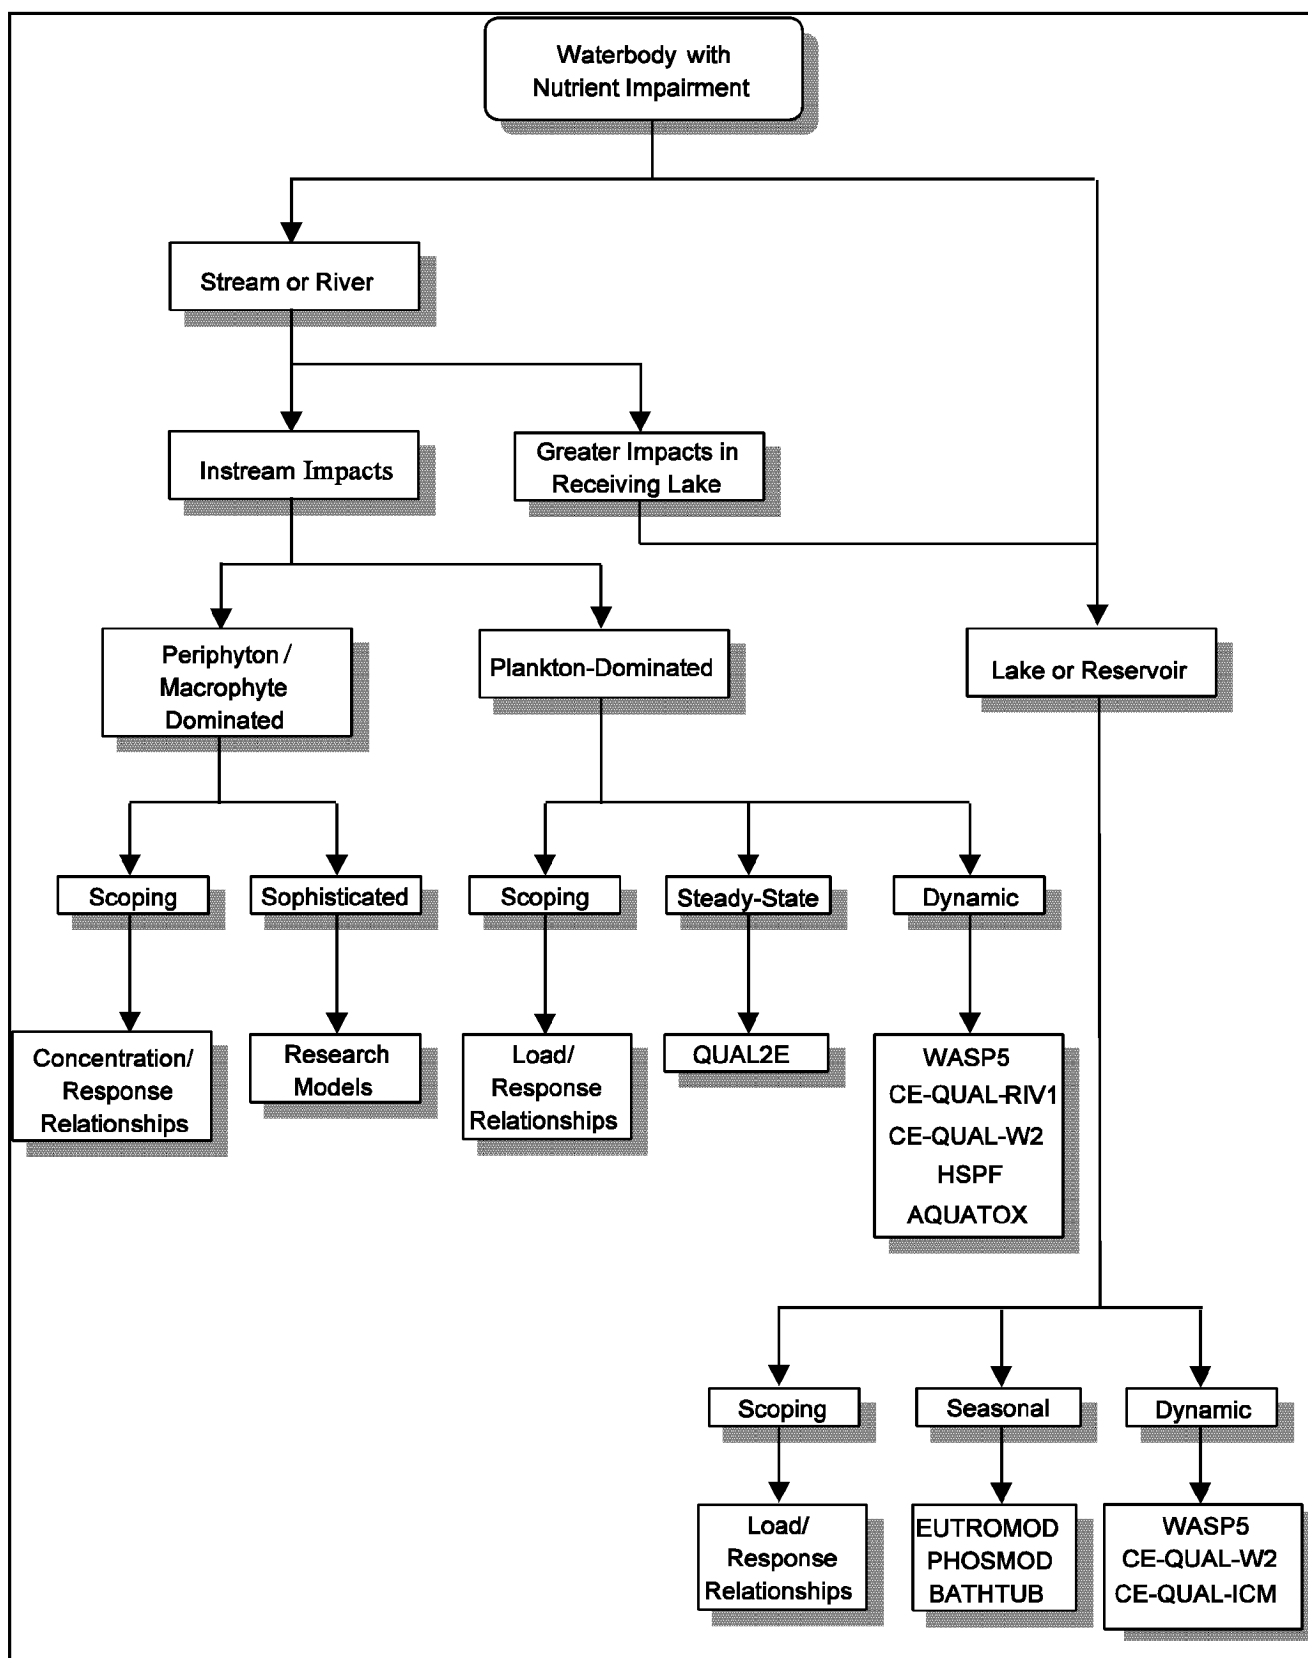 Waterbody with
Nutrient Impairment
Stream or River
Instream Impacts
Greater Impacts in
Receiving Lake
Periphyton /
Macrophyte
Dominated
Plankton-Dominated
Lake or Reservoir
Scoping
Sophisticated
Scoping
Steady-State
Dynamic
Concentration/
Response
Relationships
Research
Models
Load/
Response
Relationships
QUAL2E
WASP5
CE-QUAL-RIV1
CE-QUAL-W2
HSPF
AQUATOX
Scoping
Seasonal
Dynamic
Load/
Response
Relationships
EUTROMOD
PHOSMOD
BATHTUB
WASP5
CE-QUAL-W2
CE-QUAL-ICM